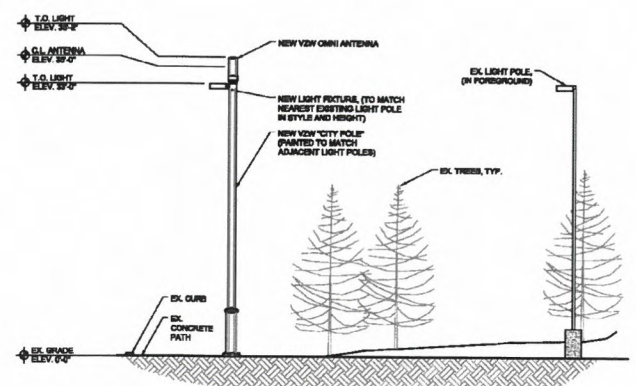 T.O. LIGHT
ELEV. 36'-2"
C.L. ANTENNA
ELEV. 35'-0"
T.O. LIGHT
ELEV. 33'-0"
NEW VZW OMNI ANTENNA
NEW LIGHT FIXTURE, (TO MATCH
NEAREST EXISTING LIGHT POLE
IN STYLE AND HEIGHT)
NEW VZW "CITY POLE"
(PAINTED TO MATCH
ADJACENT LIGHT POLES)
EX. LIGHT POLE,
(IN FOREGROUND)
EX. TREES, TYP.
EX. CURB
EX.
CONCRETE
PATH
EX. GRADE
ELEV. 0'-0"